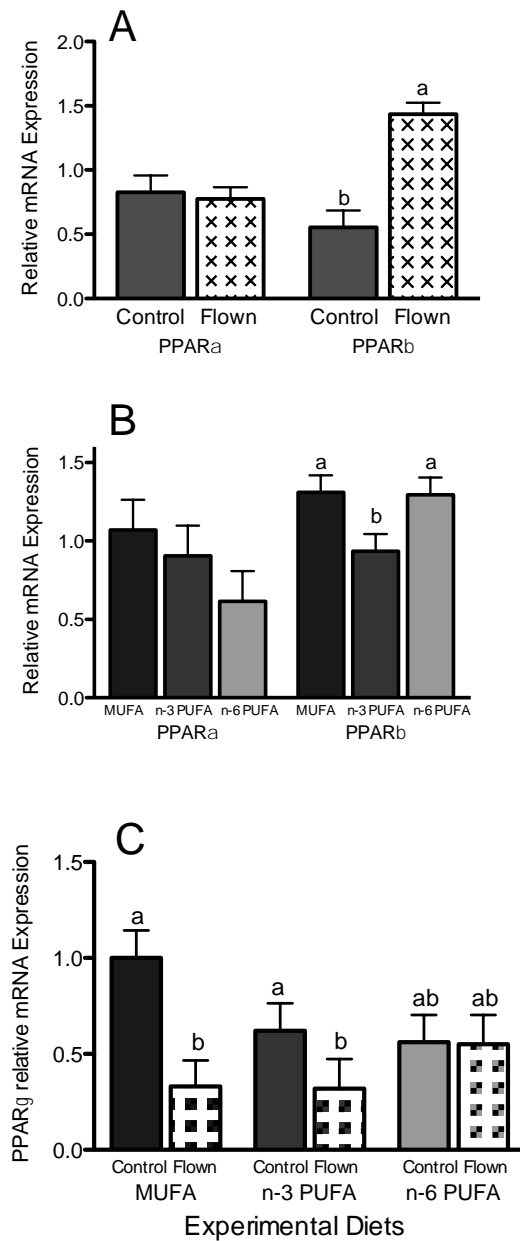 A
Relative mRNA Expression
2.0
1.5
1.0
0.5
0.0
a
b
Control Flown Control Flown
PPARa PPARb
B
Relative mRNA Expression
1.5
1.0
0.5
0.0
a b a
MUFA n-3 PUFA n-6 PUFA MUFA n-3 PUFA n-6 PUFA
PPARa PPARb
C
PPARg relative mRNA Expression
1.5
1.0
0.5
0.0
a b a b ab ab
Control Flown Control Flown Control Flown
MUFA n-3 PUFA n-6 PUFA
Experimental Diets